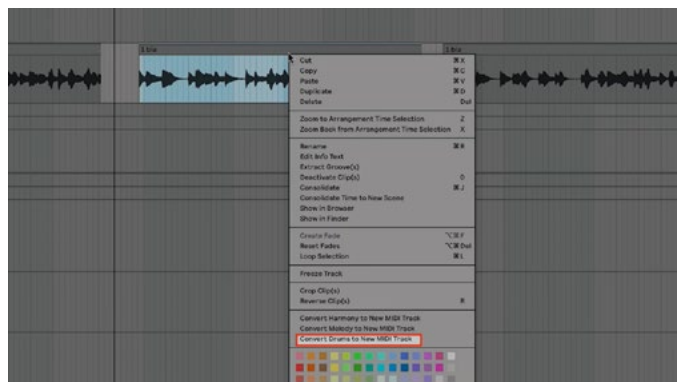 Cut ⌘ X
Copy ⌘ C
Paste ⌘ V
Duplicate ⌘ D
Delete Del
Zoom to Arrangement Time Selection Z
Zoom Back from Arrangement Time Selection X
Rename ⌘ R
Edit Info Text
Extract Groove(s)
Deactivate Clip(s) 0
Consolidate ⌘ J
Consolidate Time to New Scene
Show in Browser
Show in Finder
Create Fade ⌥⌘ F
Reset Fades ⌥⌘ Del
Loop Selection ⌘ L
Freeze Track
Crop Clip(s)
Reverse Clip(s) R
Convert Harmony to New MIDI Track
Convert Melody to New MIDI Track
Convert Drums to New MIDI Track